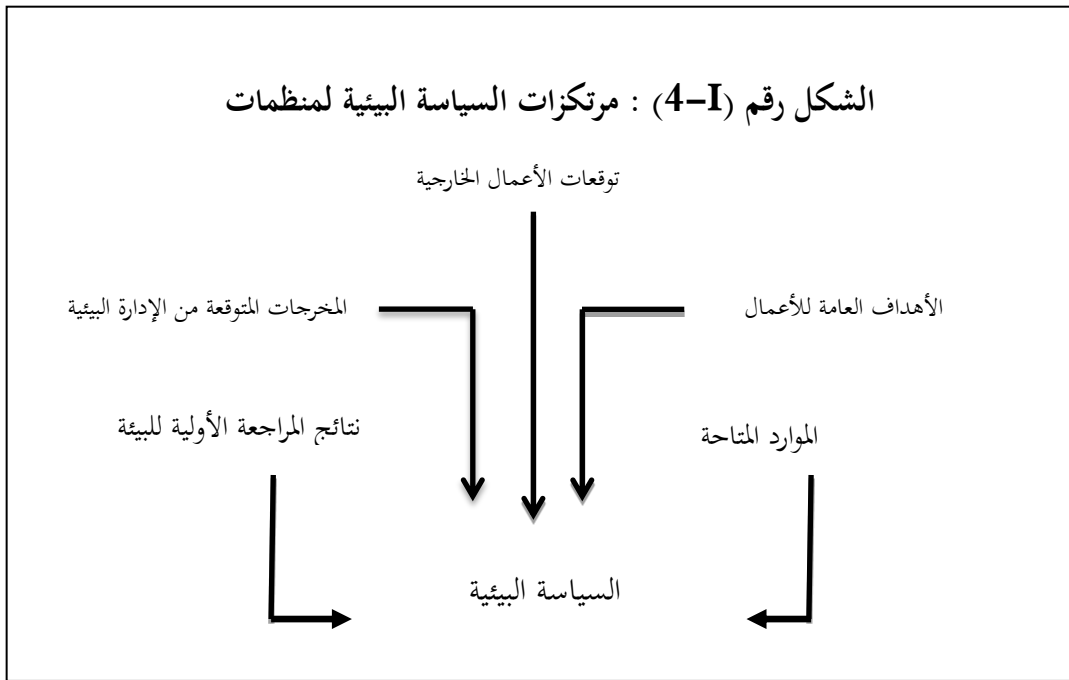 الشكل رقم (4-I) : مرتكزات السياسة البيئية لمنظمات
توقعات الأعمال الخارجية
الأهداف العامة للأعمال
المخرجات المتوقعة من الإدارة البيئية
الموارد المتاحة
نتائج المراجعة الأولية للبيئة
السياسة البيئية